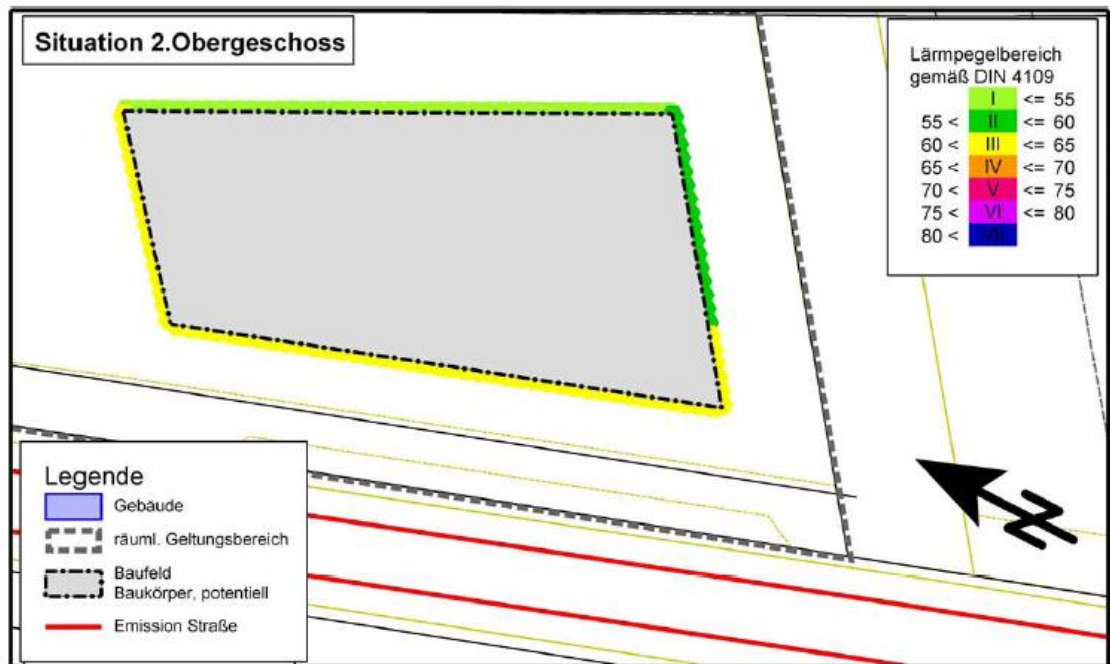 Situation 2.Obergeschoss
Lärmpegelbereich
gemäß DIN 4109
I <= 55
55 < II <= 60
60 < III <= 65
65 < IV <= 70
70 < V <= 75
75 < VI <= 80
80 < VII
Legende
Gebäude
räuml. Geltungsbereich
Baufeld
Baukörper, potentiell
Emission Straße
N